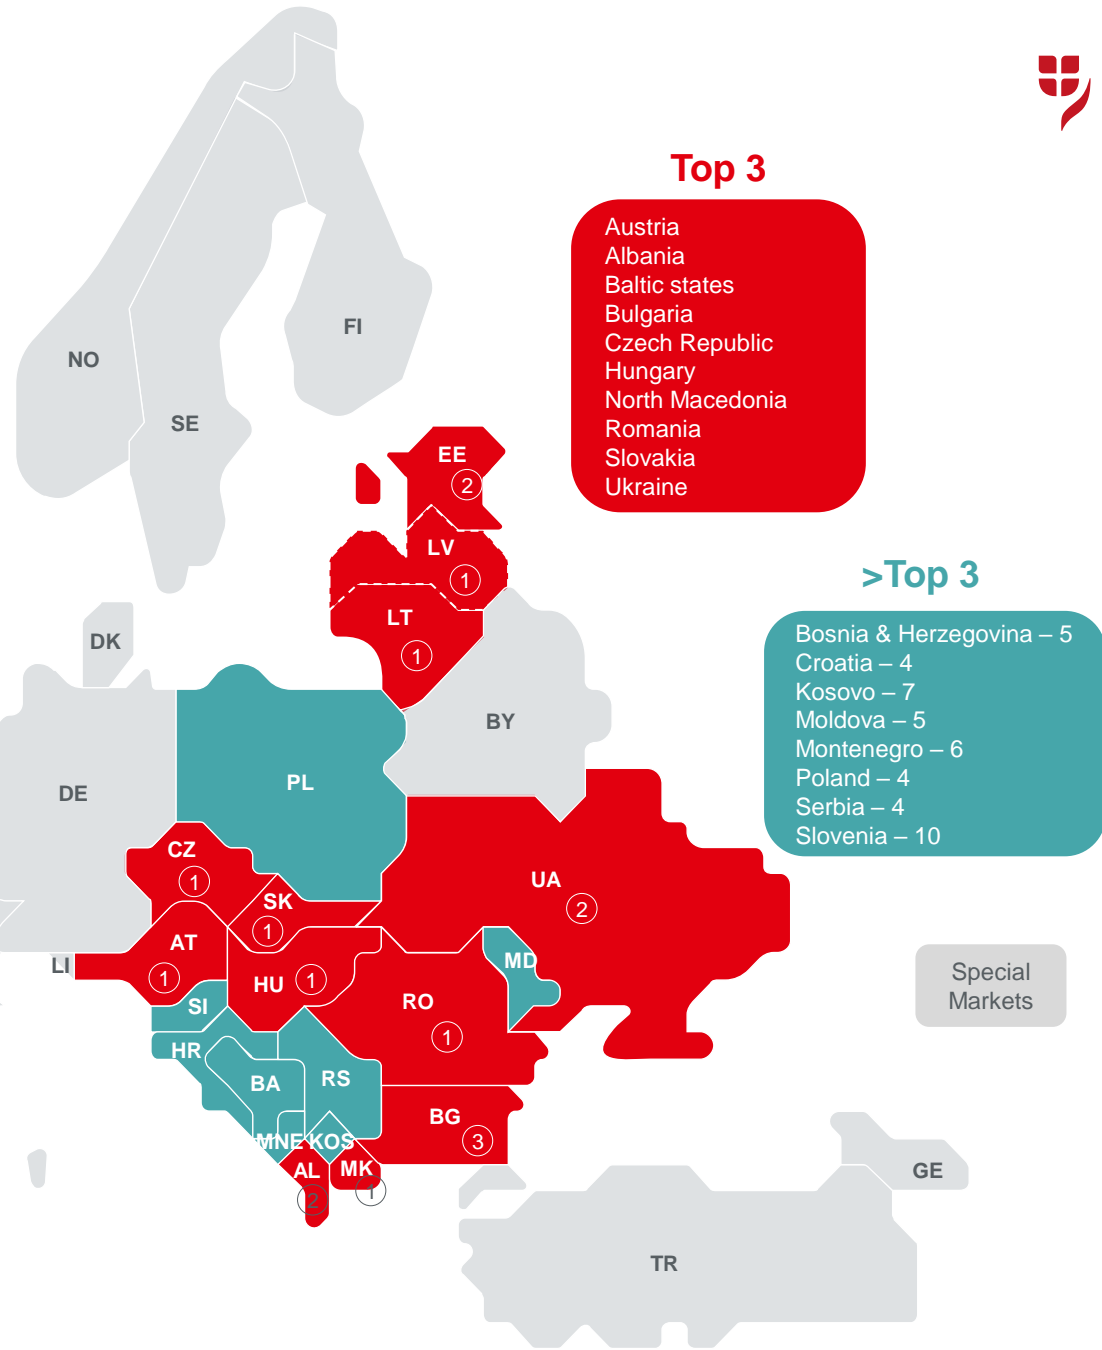 Top 3
Austria
Albania
Baltic states
Bulgaria
Czech Republic
Hungary
North Macedonia
Romania
Slovakia
Ukraine
>Top 3
Bosnia & Herzegovina – 5
Croatia – 4
Kosovo – 7
Moldova – 5
Montenegro – 6
Poland – 4
Serbia – 4
Slovenia – 10
Special
Markets
NO
SE
FI
EE
2
LV
1
LT
1
DK
BY
DE
PL
CZ
1
SK
1
UA
2
AT
1
LI
HU
1
MD
SI
RO
1
HR
BA
RS
BG
3
MNE
KOS
AL
2
MK
1
GE
TR